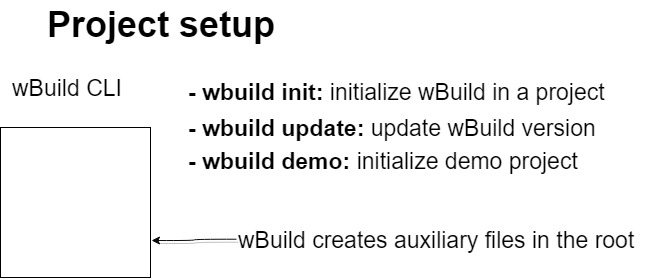 Project setup
wBuild CLI
- wbuild init: initialize wBuild in a project
- wbuild update: update wBuild version
- wbuild demo: initialize demo project
wBuild creates auxiliary files in the root